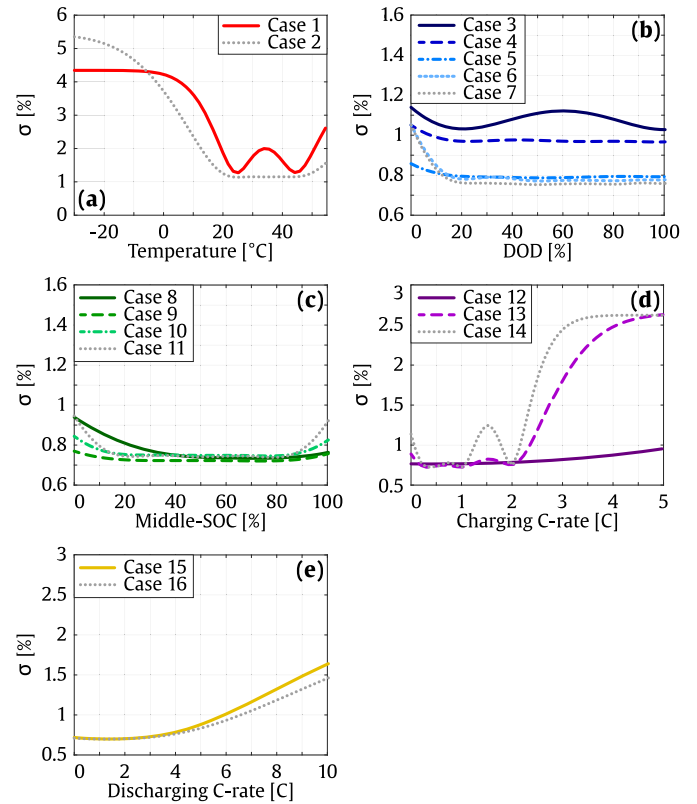 Case 1
Case 2
6
5
4
3
2
1
0
σ [%]
(a)
-20
0
20
40
Temperature [°C]
Case 3
Case 4
Case 5
Case 6
Case 7
(b)
1.6
1.4
1.2
1
0.8
0.6
σ [%]
0
20
40
60
80
100
DOD [%]
Case 8
Case 9
Case 10
Case 11
(c)
1.6
1.4
1.2
1
0.8
0.6
σ [%]
0
20
40
60
80
100
Middle-SOC [%]
Case 12
Case 13
Case 14
(d)
2.5
2
1.5
1
0.5
σ [%]
0
1
2
3
4
5
Charging C-rate [C]
Case 15
Case 16
(e)
3
2.5
2
1.5
1
0.5
σ [%]
0
2
4
6
8
10
Discharging C-rate [C]